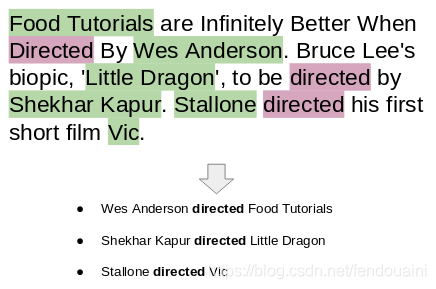 Food Tutorials are Infinitely Better When
Directed By Wes Anderson. Bruce Lee's
biopic, 'Little Dragon', to be directed by
Shekhar Kapur. Stallone directed his first
short film Vic.
● Wes Anderson directed Food Tutorials
● Shekhar Kapur directed Little Dragon
● Stallone directed Vic
https://blog.csdn.net/fendouaini